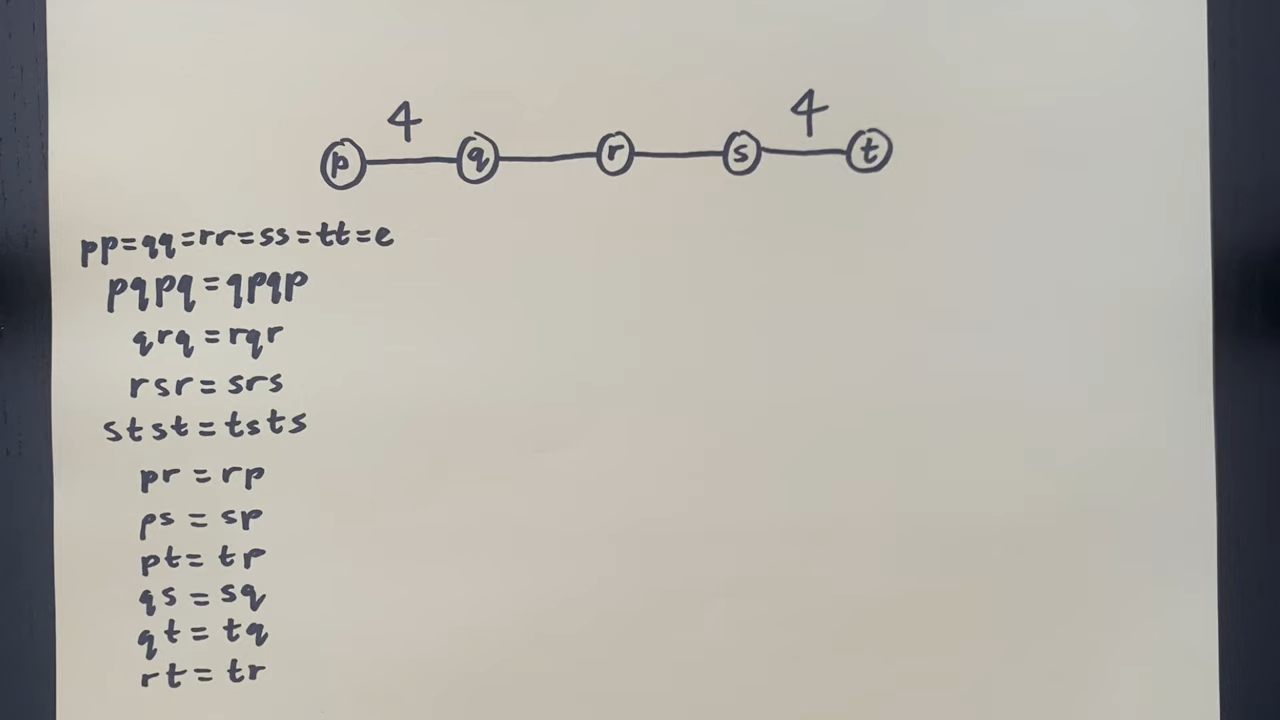 4 4
p q r s t
pp=qq=rr=ss=tt=e
pqpq=qpqp
qrq=rqr
rsr=srs
stst=tsts
pr=rp
ps=sp
pt=tp
qs=sq
qt=tq
rt=tr